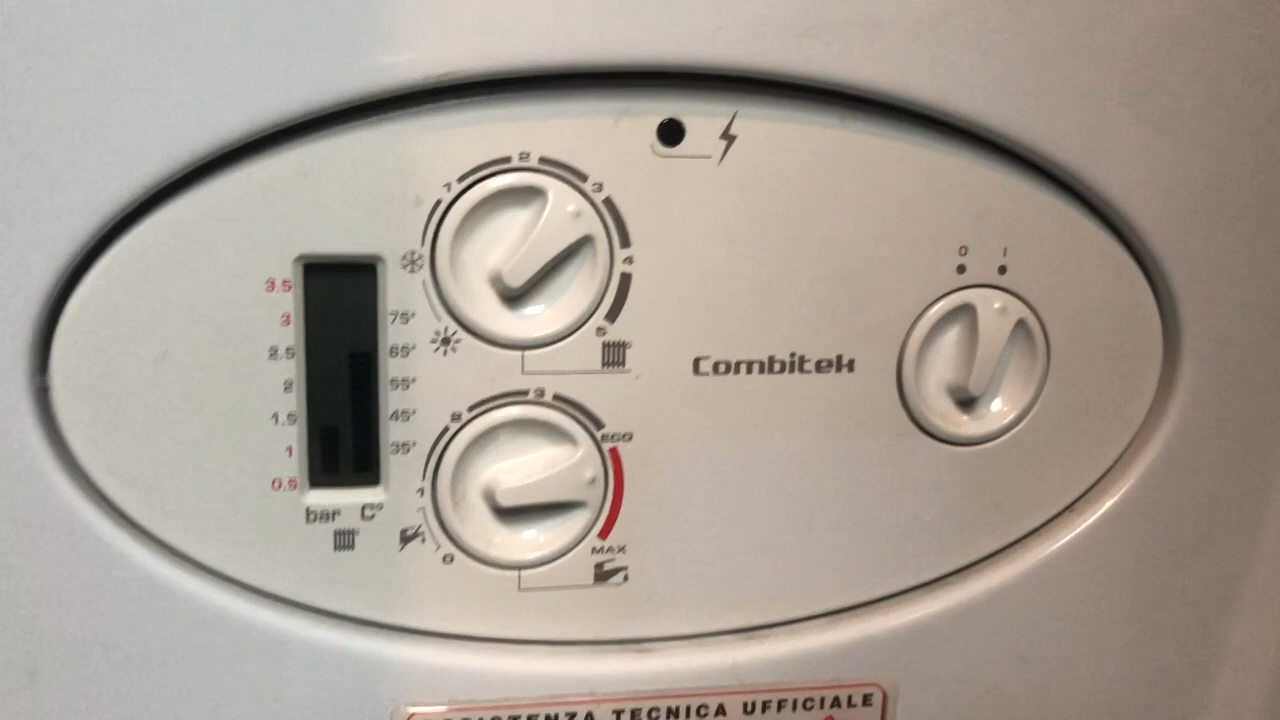 0 1
3.5
3 75°
2.5 65°
2 55°
1.5 45°
1 35°
0.5
bar C°
1 2 3 4 5
0 1 2 3 ECO
MAX
Combitek
TECNICA UFFICIALE